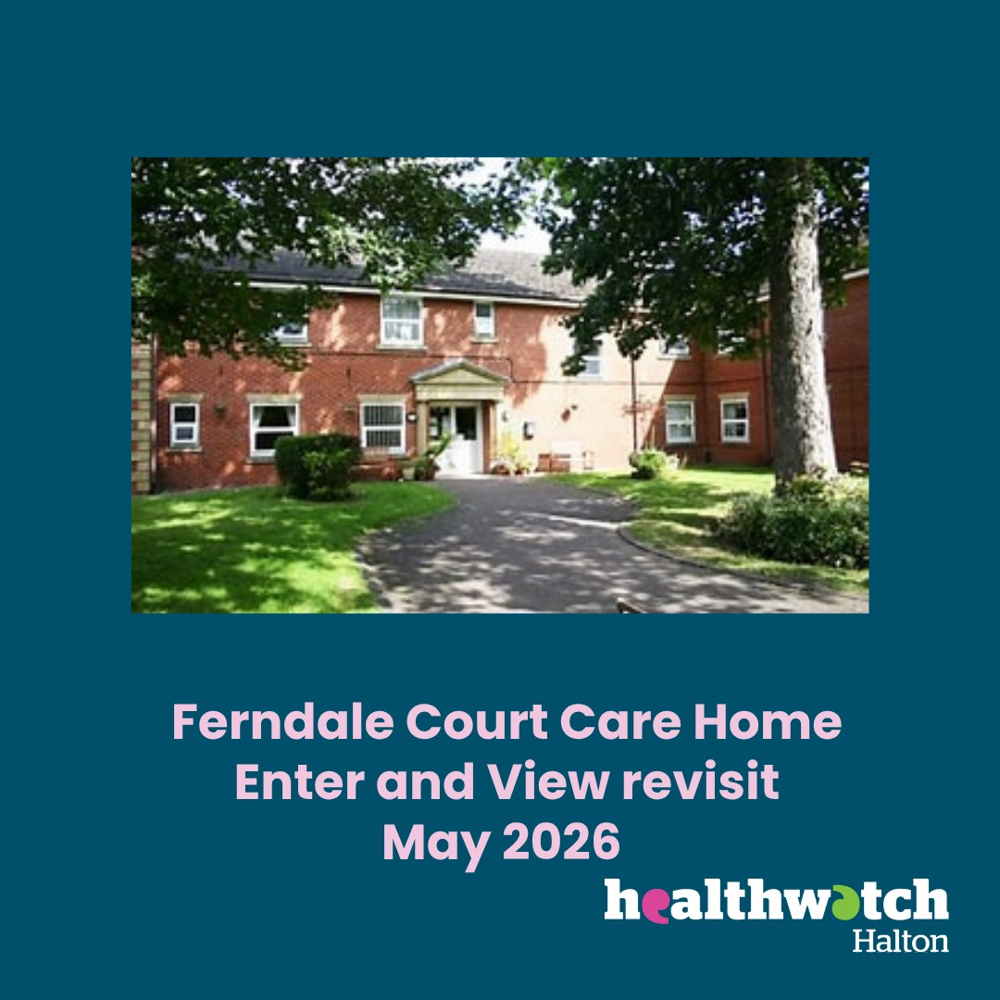 Ferndale Court Care Home
Enter and View revisit
May 2026
healthwatch
Halton